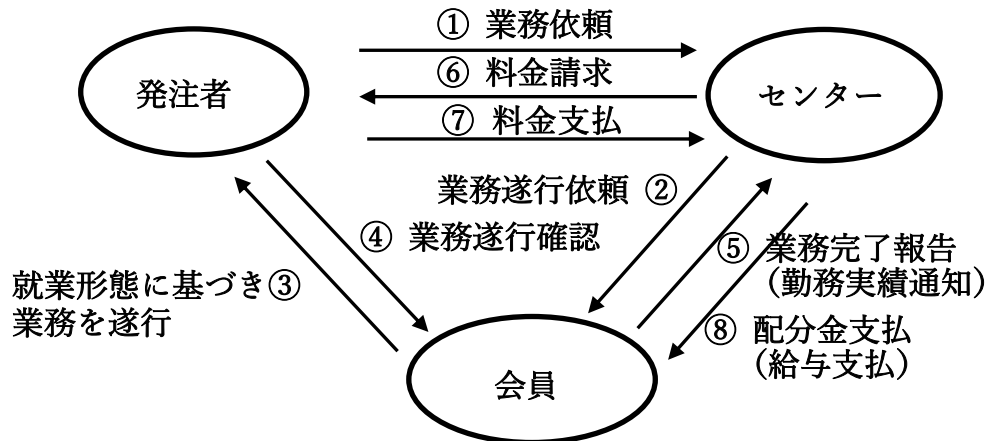 ① 業務依頼
発注者
⑥ 料金請求
センター
⑦ 料金支払
業務遂行依頼 ②
④ 業務遂行確認
⑤ 業務完了報告
(勤務実績通知)
就業形態に基づき③
業務を遂行
⑧ 配分金支払
(給与支払)
会員